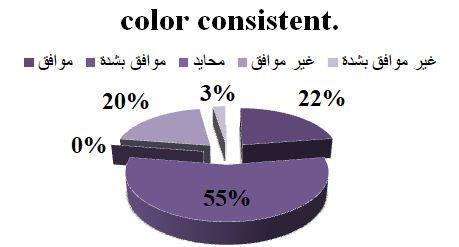 color consistent.
موافق موافق بشدة محايد غير موافق غير موافق بشدة
20% 3% 22%
0%
55%